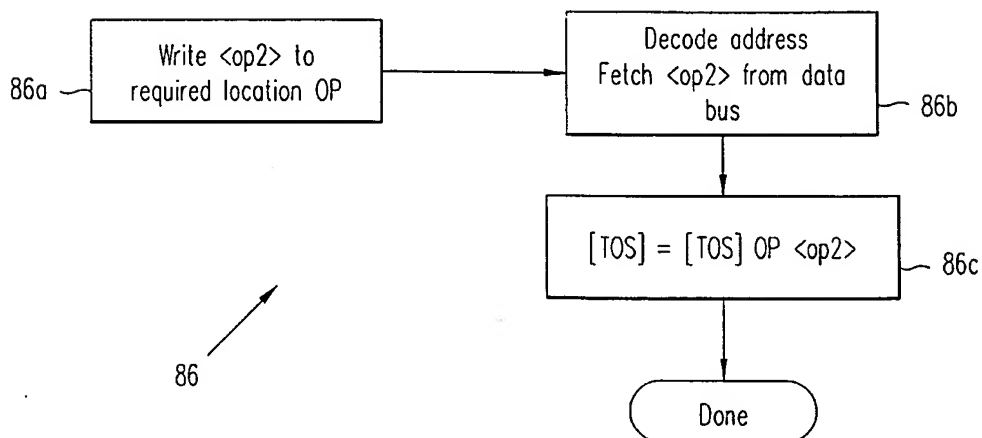 Write <op2> to
required location OP
86a
Decode address
Fetch <op2> from data
bus
86b
[TOS] = [TOS] OP <op2>
86c
86
Done